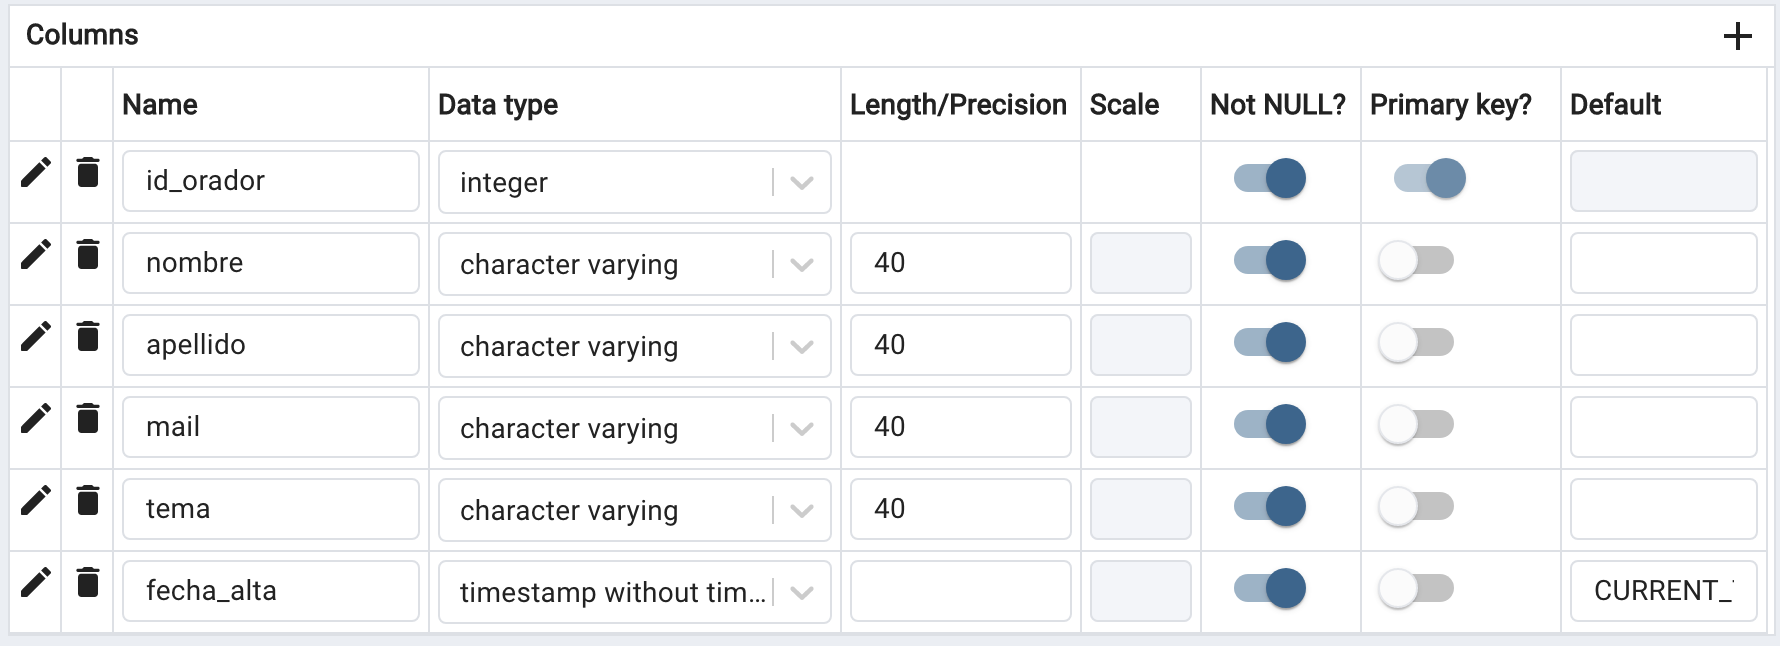 Columns
Name Data type Length/Precision Scale Not NULL? Primary key? Default
id_orador integer
nombre character varying 40
apellido character varying 40
mail character varying 40
tema character varying 40
fecha_alta timestamp without tim... CURRENT_